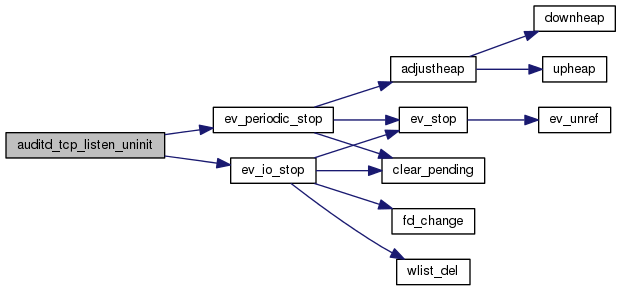 downheap
adjustheap
upheap
ev_periodic_stop
ev_stop
ev_unref
auditd_tcp_listen_uninit
ev_io_stop
clear_pending
fd_change
wlist_del